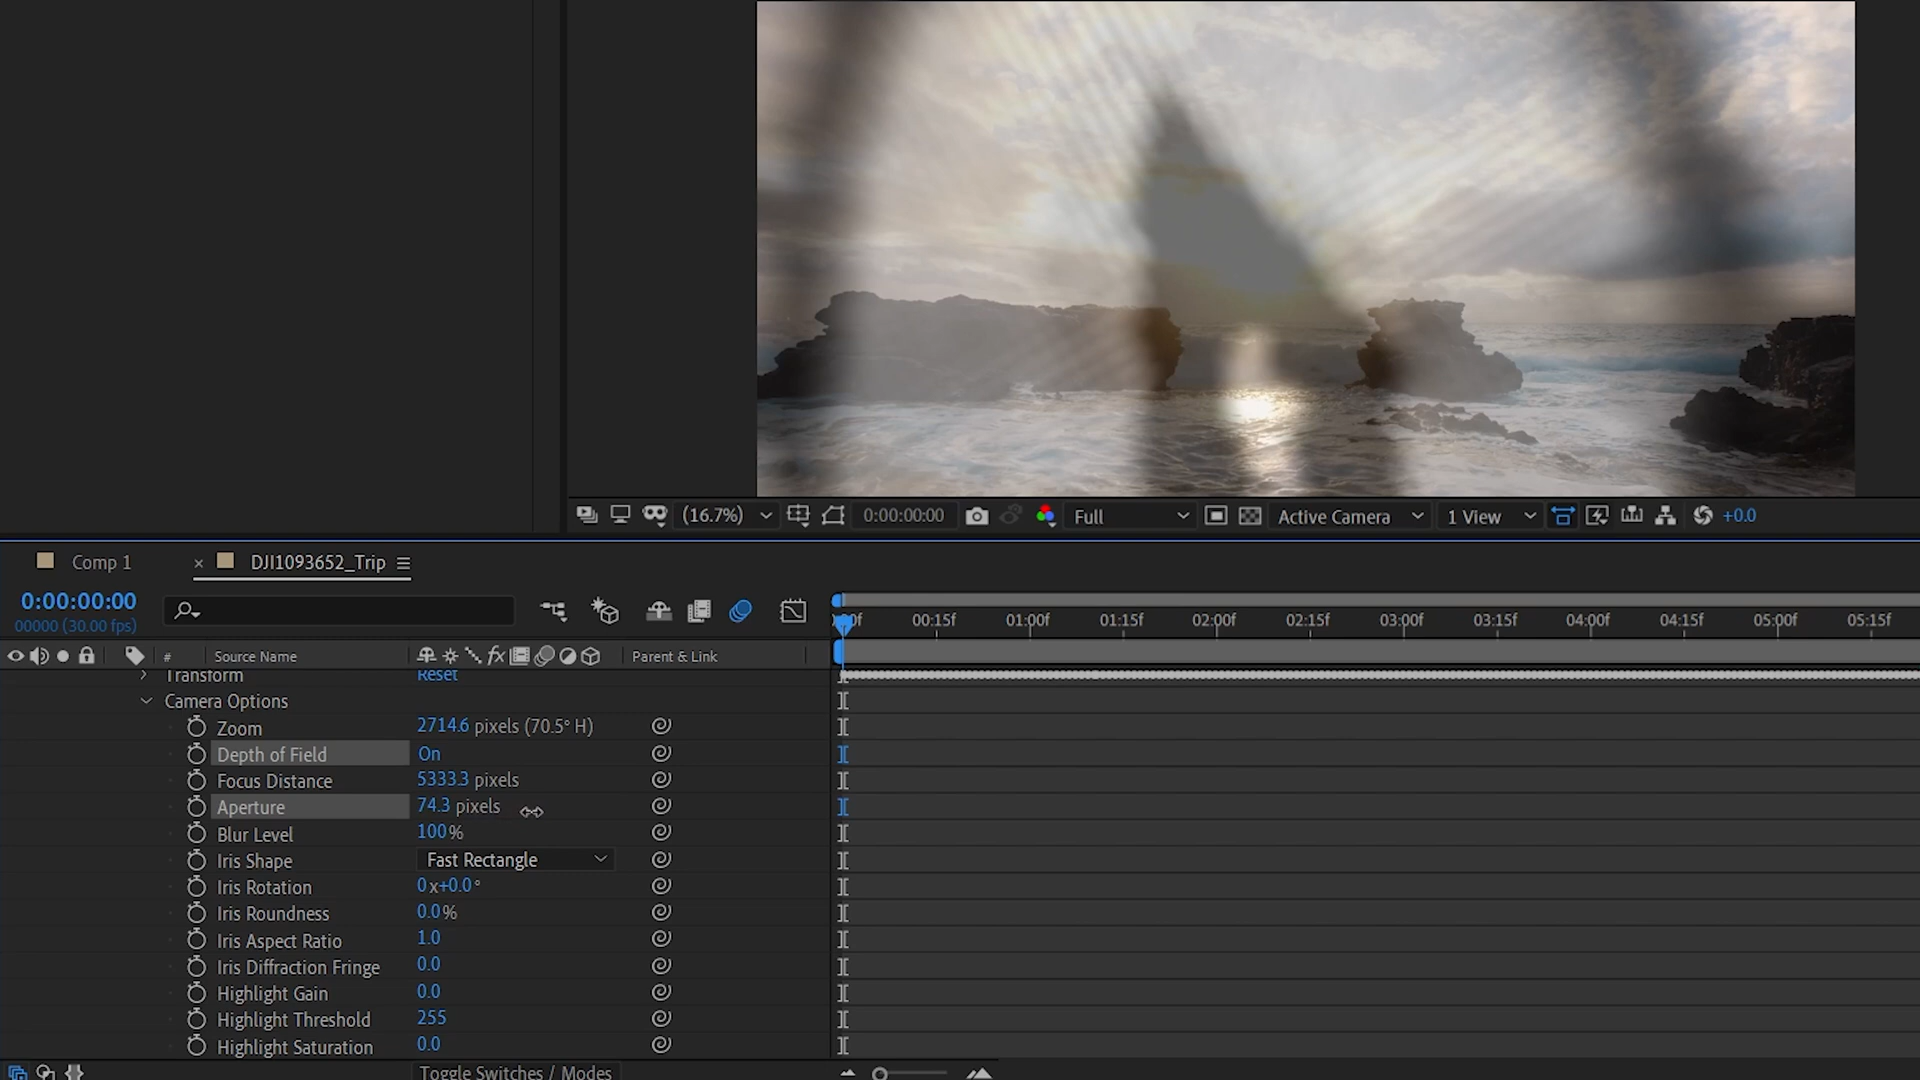 (16.7%)
0:00:00:00
Full
Active Camera
1 View
+0.0
Comp 1
× DJI1093652_Trip
0:00:00:00
00000 (30.00 fps)
00:15f 01:00f 01:15f 02:00f 02:15f 03:00f 03:15f 04:00f 04:15f 05:00f 05:15f
# Source Name fx Parent & Link
Transform Reset
Camera Options
Zoom 2714.6 pixels (70.5° H)
Depth of Field On
Focus Distance 5333.3 pixels
Aperture 74.3 pixels
Blur Level 100%
Iris Shape Fast Rectangle
Iris Rotation 0x+0.0°
Iris Roundness 0.0%
Iris Aspect Ratio 1.0
Iris Diffraction Fringe 0.0
Highlight Gain 0.0
Highlight Threshold 255
Highlight Saturation 0.0
Toggle Switches / Modes